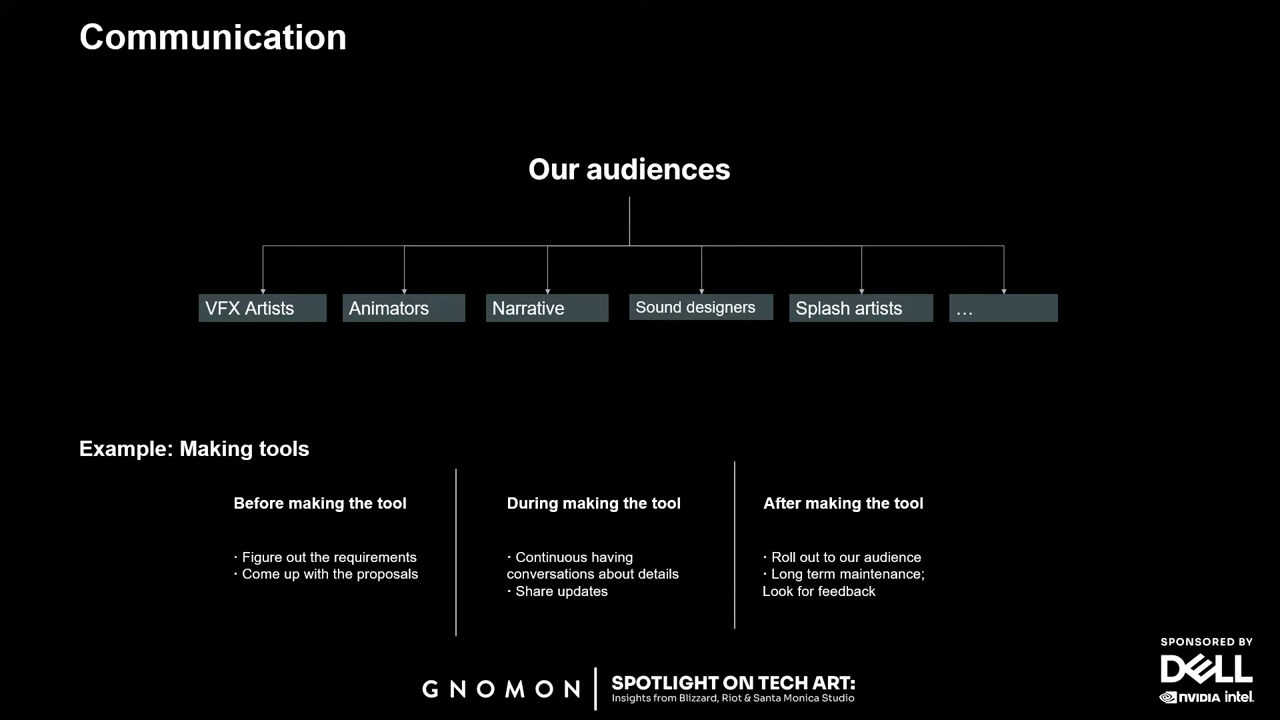 Communication
Our audiences
VFX Artists
Animators
Narrative
Sound designers
Splash artists
...
Example: Making tools
Before making the tool
· Figure out the requirements
· Come up with the proposals
During making the tool
· Continuous having
conversations about details
· Share updates
After making the tool
· Roll out to our audience
· Long term maintenance;
Look for feedback
GNOMON
SPOTLIGHT ON TECH ART:
Insights from Blizzard, Riot & Santa Monica Studio
SPONSORED BY
DELL
NVIDIA intel.